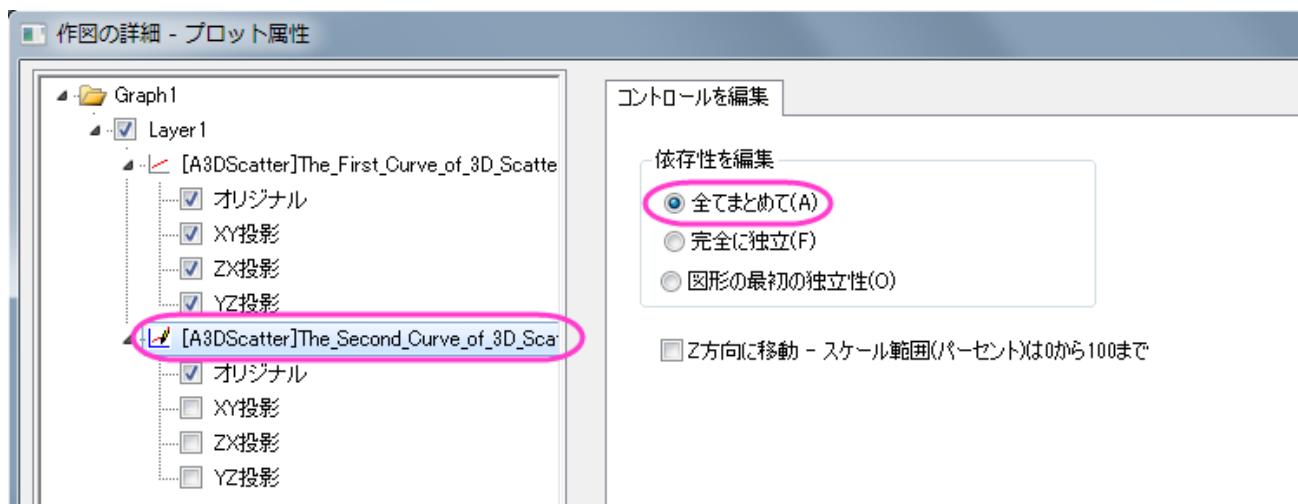 作図の詳細 - プロット属性
Graph1
Layer1
[A3DScatter]The_First_Curve_of_3D_Scatte
オリジナル
XY投影
ZX投影
YZ投影
[A3DScatter]The_Second_Curve_of_3D_Scat
オリジナル
XY投影
ZX投影
YZ投影
コントロールを編集
依存性を編集
全てまとめて(A)
完全に独立(F)
図形の最初の独立性(O)
Z方向に移動 - スケール範囲(パーセント)は0から100まで